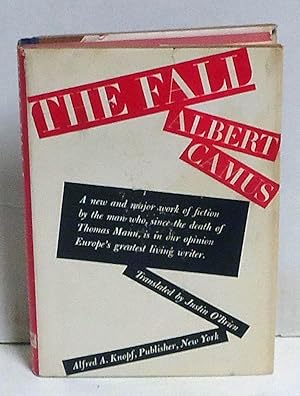 THE FALL
ALBERT
CAMUS
A new and major work of fiction
by the man who, since the death of
Thomas Mann, is in our opinion
Europe's greatest living writer.
Translated by Justin O'Brien
Alfred A. Knopf, Publisher, New York